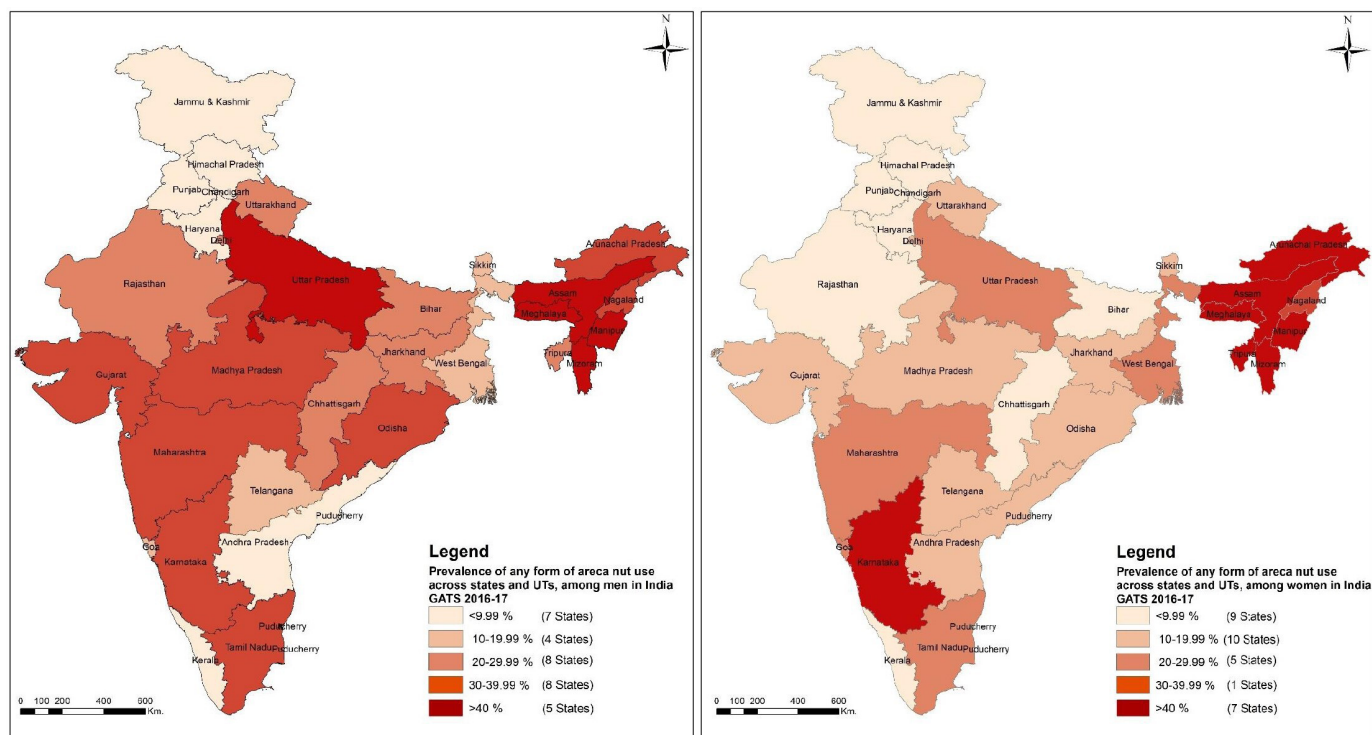 N
Jammu & Kashmir
Himachal Pradesh
Punjab
Chandigarh
Uttarakhand
Haryana
Delhi
Arunachal Pradesh
Rajasthan
Uttar Pradesh
Sikkim
Assam
Nagaland
Bihar
Meghalaya
Manipur
Jharkhand
Tripura
Mizoram
West Bengal
Gujarat
Madhya Pradesh
Chhattisgarh
Odisha
Maharashtra
Telangana
Puducherry
Goa
Andhra Pradesh
Karnataka
Puducherry
Tamil Nadu
Puducherry
Kerala
Legend
Prevalence of any form of areca nut use
across states and UTs, among men in India
GATS 2016-17
<9.99 % (7 States)
10-19.99 % (4 States)
20-29.99 % (8 States)
30-39.99 % (8 States)
>40 % (5 States)
0 100 200 400 600
Km.
N
Jammu & Kashmir
Himachal Pradesh
Punjab
Chandigarh
Uttarakhand
Haryana
Delhi
Arunachal Pradesh
Rajasthan
Uttar Pradesh
Sikkim
Assam
Nagaland
Bihar
Meghalaya
Manipur
Jharkhand
Tripura
Mizoram
West Bengal
Gujarat
Madhya Pradesh
Chhattisgarh
Odisha
Maharashtra
Telangana
Puducherry
Goa
Andhra Pradesh
Karnataka
Puducherry
Tamil Nadu
Puducherry
Kerala
Legend
Prevalence of any form of areca nut use
across states and UTs, among women in India
GATS 2016-17
<9.99 % (9 States)
10-19.99 % (10 States)
20-29.99 % (5 States)
30-39.99 % (1 States)
>40 % (7 States)
0 100 200 400 600
Km.